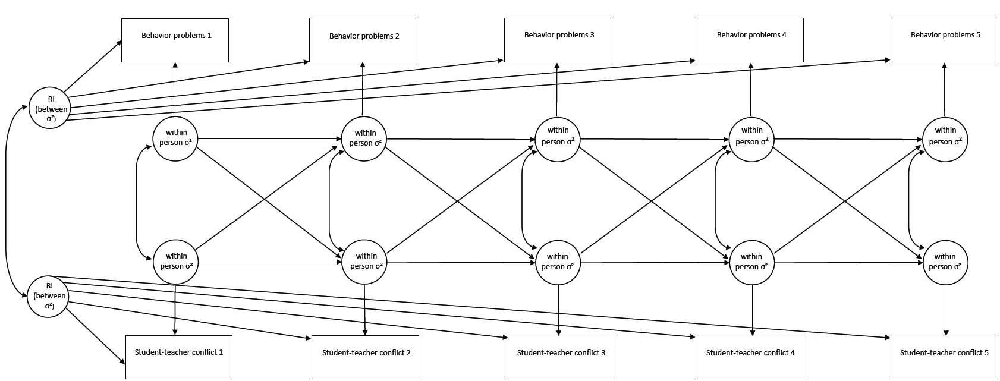 Behavior problems 1
Behavior problems 2
Behavior problems 3
Behavior problems 4
Behavior problems 5
RI
(between
σ²)
within
person σ²
within
person σ²
within
person σ²
within
person σ²
within
person σ²
within
person σ²
within
person σ²
within
person σ²
within
person σ²
within
person σ²
RI
(between
σ²)
Student-teacher conflict 1
Student-teacher conflict 2
Student-teacher conflict 3
Student-teacher conflict 4
Student-teacher conflict 5